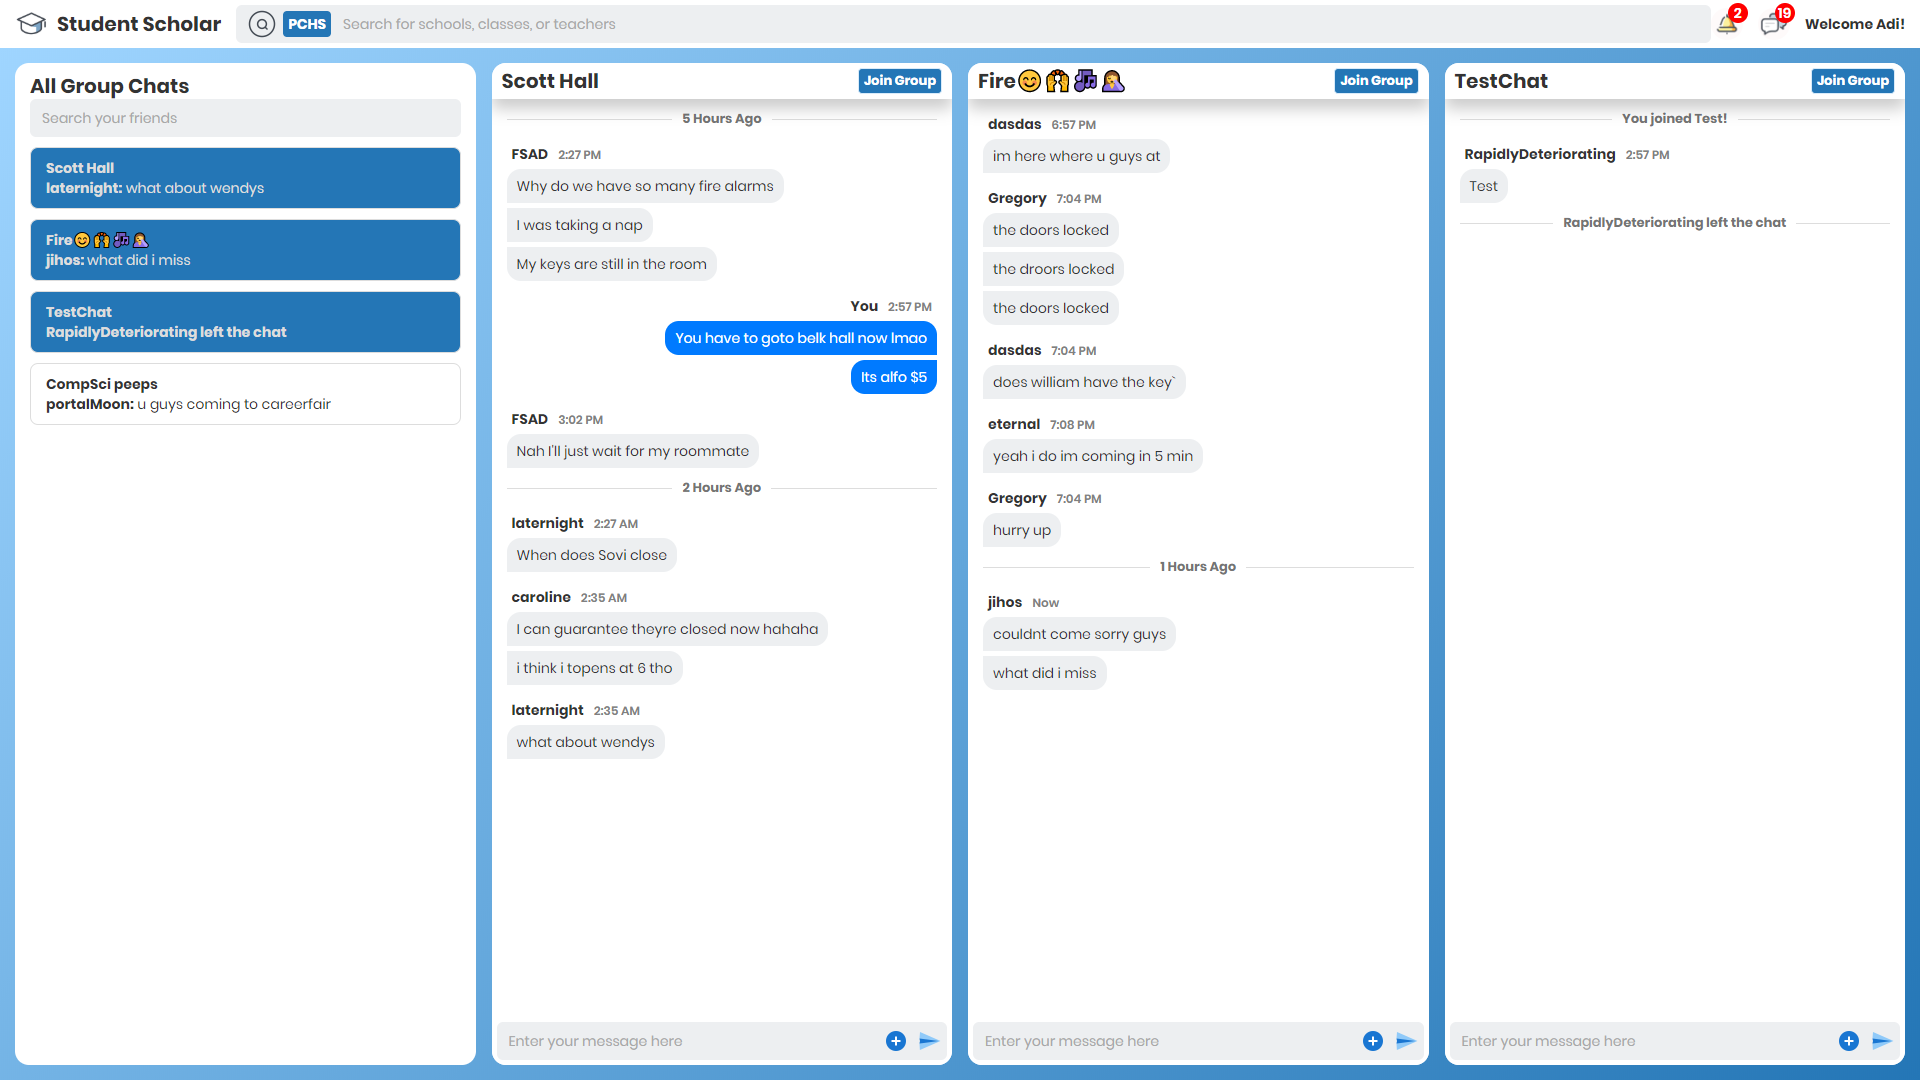 Student Scholar
PCHS
Search for schools, classes, or teachers
2
19
Welcome Adi!
All Group Chats
Search your friends
Scott Hall
laternight: what about wendys
Fire😊🙌🎶🤦‍♀️
jihos: what did i miss
TestChat
RapidlyDeteriorating left the chat
CompSci peeps
portalMoon: u guys coming to careerfair
Scott Hall
Join Group
5 Hours Ago
FSAD 2:27 PM
Why do we have so many fire alarms
I was taking a nap
My keys are still in the room
You 2:57 PM
You have to goto belk hall now lmao
Its alfo $5
FSAD 3:02 PM
Nah I'll just wait for my roommate
2 Hours Ago
laternight 2:27 AM
When does Sovi close
caroline 2:35 AM
I can guarantee theyre closed now hahaha
i think i topens at 6 tho
laternight 2:35 AM
what about wendys
Enter your message here
Fire😊🙌🎶🤦‍♀️
Join Group
dasdas 6:57 PM
im here where u guys at
Gregory 7:04 PM
the doors locked
the droors locked
the doors locked
dasdas 7:04 PM
does william have the key`
eternal 7:08 PM
yeah i do im coming in 5 min
Gregory 7:04 PM
hurry up
1 Hours Ago
jihos Now
couldnt come sorry guys
what did i miss
Enter your message here
TestChat
Join Group
You joined Test!
RapidlyDeteriorating 2:57 PM
Test
RapidlyDeteriorating left the chat
Enter your message here